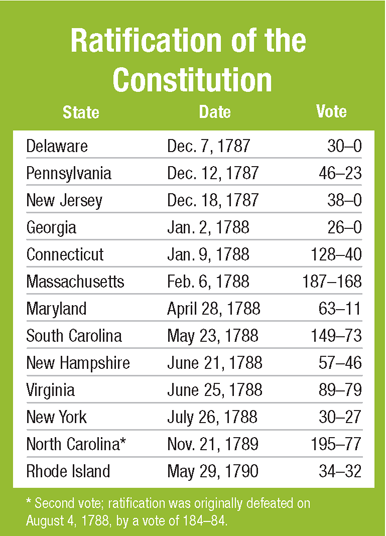 Ratification of the
Constitution
State Date Vote
Delaware Dec. 7, 1787 30–0
Pennsylvania Dec. 12, 1787 46–23
New Jersey Dec. 18, 1787 38–0
Georgia Jan. 2, 1788 26–0
Connecticut Jan. 9, 1788 128–40
Massachusetts Feb. 6, 1788 187–168
Maryland April 28, 1788 63–11
South Carolina May 23, 1788 149–73
New Hampshire June 21, 1788 57–46
Virginia June 25, 1788 89–79
New York July 26, 1788 30–27
North Carolina* Nov. 21, 1789 195–77
Rhode Island May 29, 1790 34–32
* Second vote; ratification was originally defeated on
August 4, 1788, by a vote of 184–84.